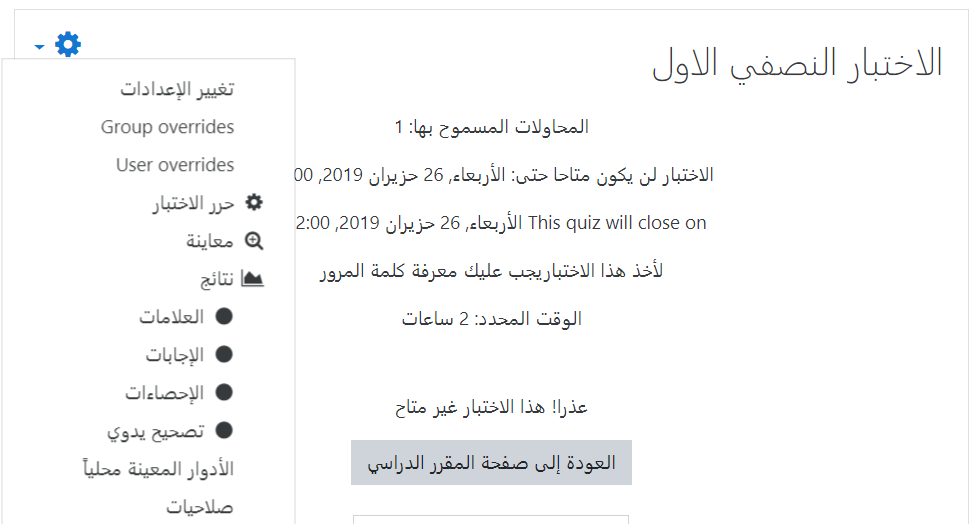 الاختبار النصفي الاول
المحاولات المسموح بها: 1
الاختبار لن يكون متاحا حتى: الأربعاء, 26 حزيران 2019, 00
This quiz will close on الأربعاء, 26 حزيران 2019, 2:00
لأخذ هذا الاختباريجب عليك معرفة كلمة المرور
الوقت المحدد: 2 ساعات
عذرا! هذا الاختبار غير متاح
العودة إلى صفحة المقرر الدراسي
تغيير الإعدادات
Group overrides
User overrides
حرر الاختبار
معاينة
نتائج
العلامات
الإجابات
الإحصاءات
تصحيح يدوي
الأدوار المعينة محلياً
صلاحيات